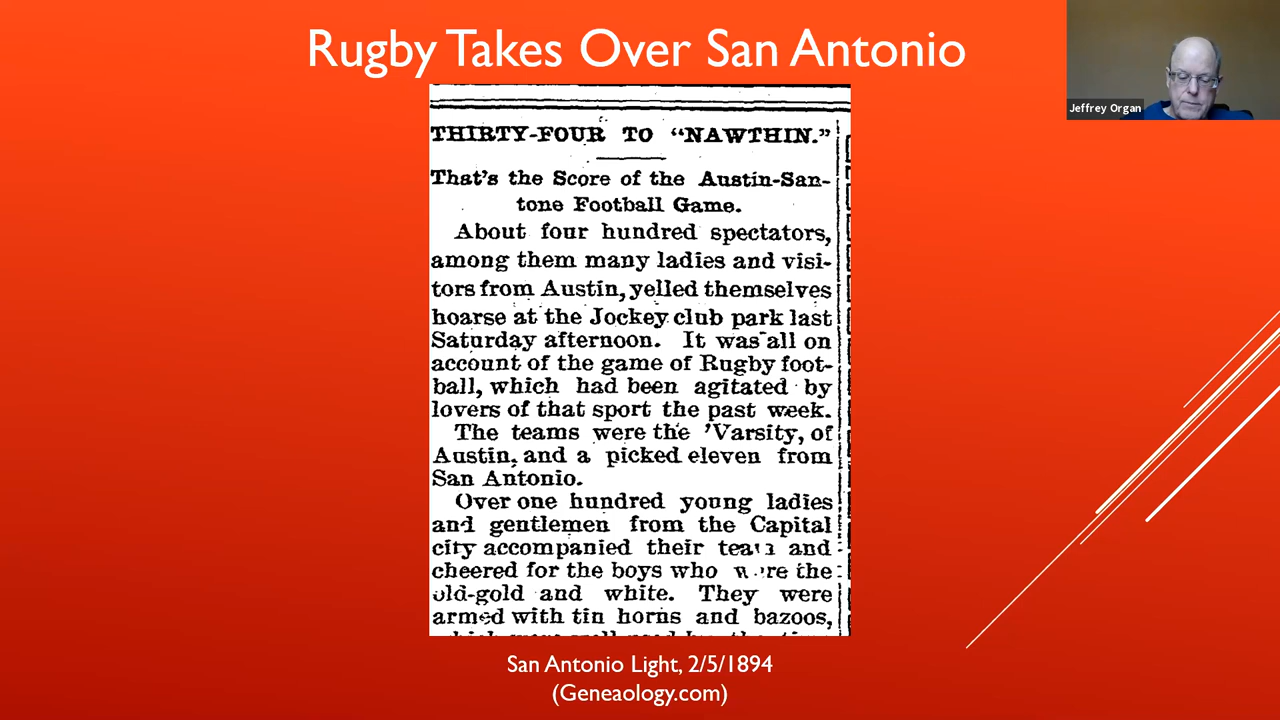 Rugby Takes Over San Antonio
Jeffrey Organ
THIRTY-FOUR TO “NAWTHIN.”
That's the Score of the Austin-San-
tone Football Game.
About four hundred spectators,
among them many ladies and visi-
tors from Austin, yelled themselves
hoarse at the Jockey club park last
Saturday afternoon. It was all on
account of the game of Rugby foot-
ball, which had been agitated by
lovers of that sport the past week.
The teams were the 'Varsity, of
Austin, and a picked eleven from
San Antonio.
Over one hundred young ladies
and gentlemen from the Capital
city accompanied their team and
cheered for the boys who wore the
old-gold and white. They were
armed with tin horns and bazoos,
San Antonio Light, 2/5/1894
(Geneaology.com)